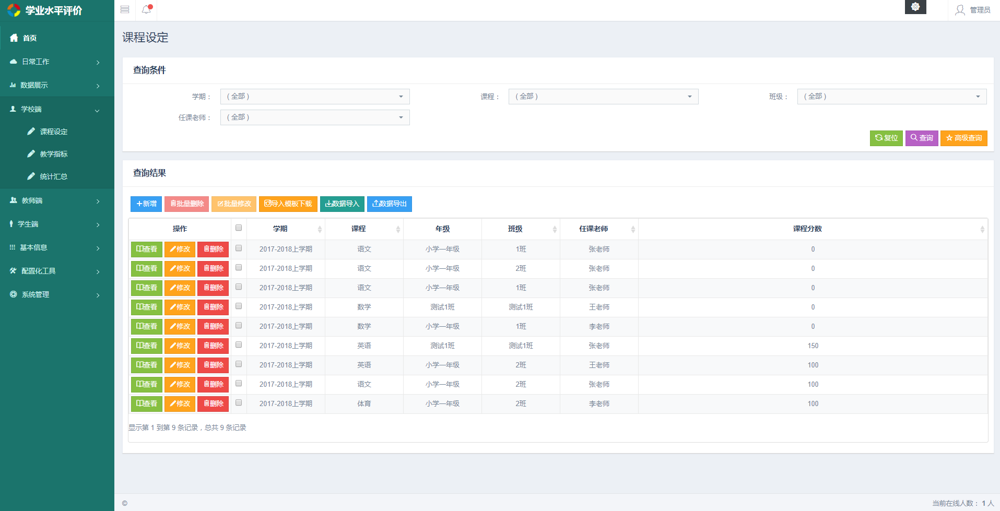 学业水平评价
管理员
首页
日常工作
数据展示
学校端
课程设定
教学指标
统计汇总
教师端
学生端
基本信息
配置化工具
系统管理
课程设定
查询条件
学期： （ 全部 ） 课程： （ 全部 ） 班级： （ 全部 ）
任课老师： （ 全部 ）
复位 查询 高级查询
查询结果
新增 批量删除 批量修改 导入模板下载 数据导入 数据导出
操作 学期 课程 年级 班级 任课老师 课程分数
查看 修改 删除 2017-2018上学期 语文 小学一年级 1班 张老师 0
查看 修改 删除 2017-2018上学期 语文 小学一年级 2班 张老师 0
查看 修改 删除 2017-2018上学期 语文 小学一年级 1班 张老师 0
查看 修改 删除 2017-2018上学期 数学 测试1班 测试1班 王老师 0
查看 修改 删除 2017-2018上学期 数学 小学一年级 1班 李老师 0
查看 修改 删除 2017-2018上学期 英语 测试1班 测试1班 张老师 150
查看 修改 删除 2017-2018上学期 英语 小学一年级 2班 王老师 100
查看 修改 删除 2017-2018上学期 语文 小学一年级 2班 张老师 100
查看 修改 删除 2017-2018上学期 体育 小学一年级 2班 李老师 100
显示第 1 到第 9 条记录，总共 9 条记录
© 当前在线人数： 1 人